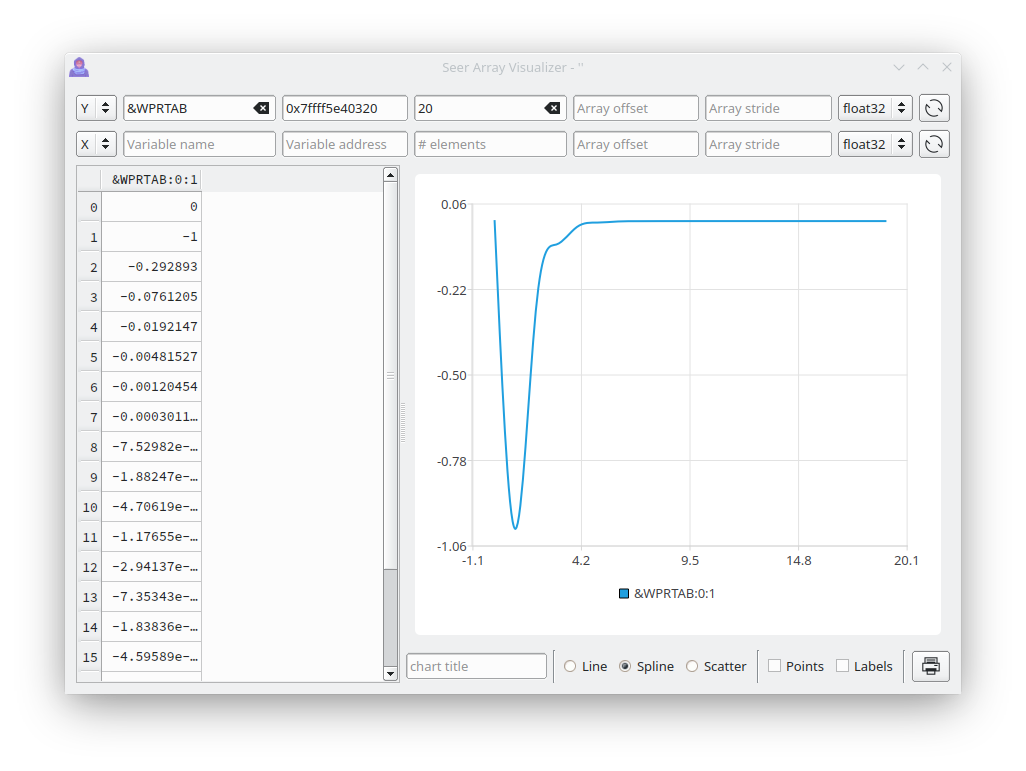 Seer Array Visualizer - ''
Y &WPRTAB 0x7ffff5e40320 20 Array offset Array stride float32
X Variable name Variable address # elements Array offset Array stride float32
&WPRTAB:0:1
0 0
1 -1
2 -0.292893
3 -0.0761205
4 -0.0192147
5 -0.00481527
6 -0.00120454
7 -0.0003011…
8 -7.52982e-…
9 -1.88247e-…
10 -4.70619e-…
11 -1.17655e-…
12 -2.94137e-…
13 -7.35343e-…
14 -1.83836e-…
15 -4.59589e-…
0.06
-0.22
-0.50
-0.78
-1.06
-1.1 4.2 9.5 14.8 20.1
&WPRTAB:0:1
chart title Line Spline Scatter Points Labels